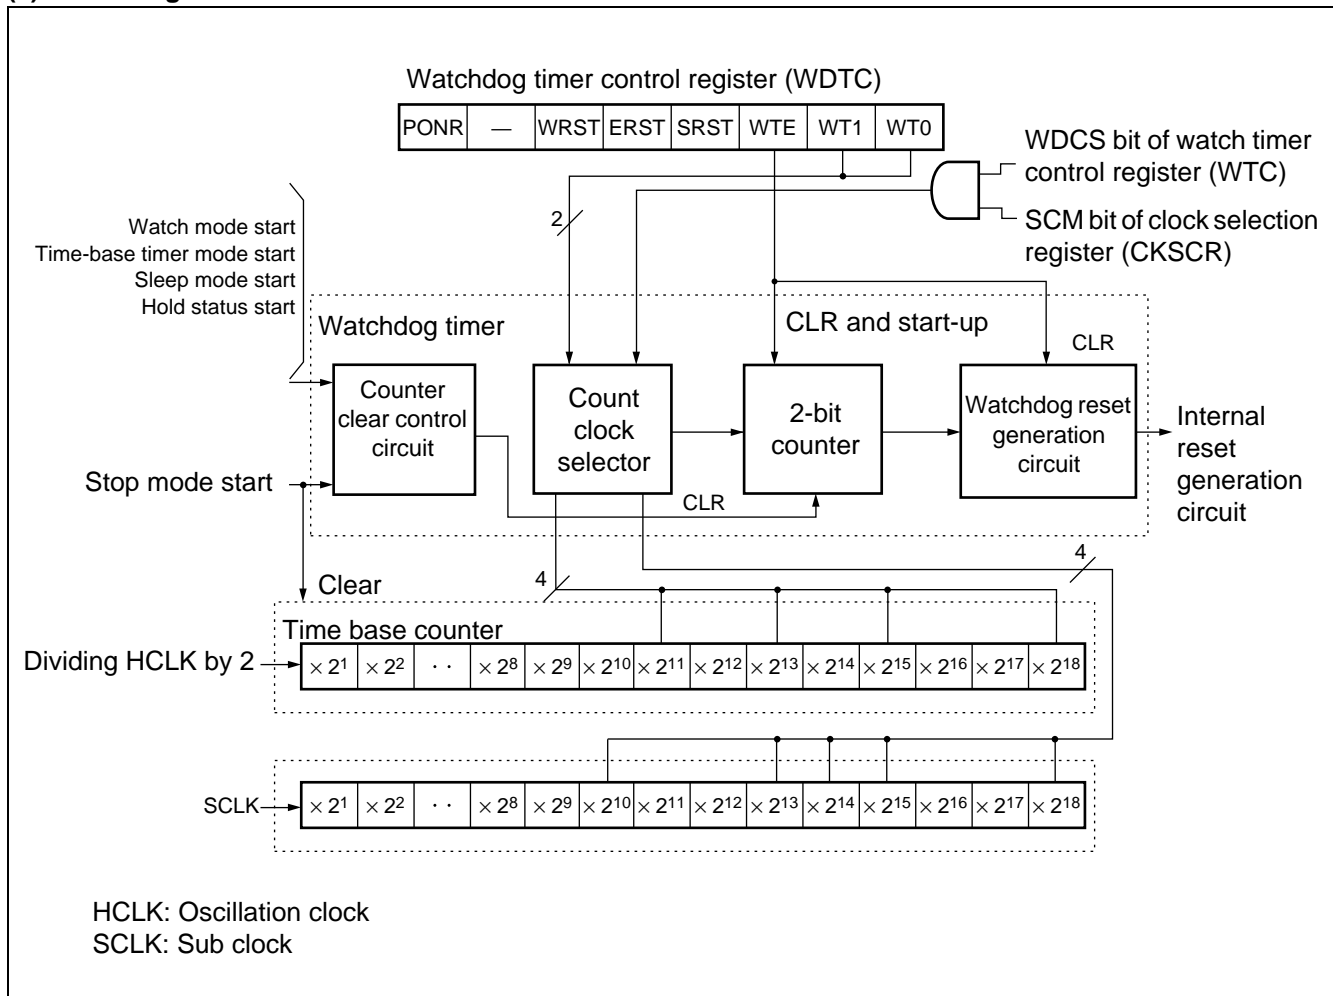 Watchdog timer control register (WDTC)
PONR — WRST ERST SRST WTE WT1 WT0
WDCS bit of watch timer
control register (WTC)
SCM bit of clock selection
register (CKSCR)
2
Watch mode start
Time-base timer mode start
Sleep mode start
Hold status start
Watchdog timer
CLR and start-up
CLR
Counter
clear control
circuit
Count
clock
selector
2-bit
counter
Watchdog reset
generation
circuit
Internal
reset
generation
circuit
Stop mode start
CLR
4
4
Clear
Time base counter
Dividing HCLK by 2
× 2¹ × 2² ·· × 2⁸ × 2⁹ × 2¹⁰ × 2¹¹ × 2¹² × 2¹³ × 2¹⁴ × 2¹⁵ × 2¹⁶ × 2¹⁷ × 2¹⁸
SCLK
× 2¹ × 2² ·· × 2⁸ × 2⁹ × 2¹⁰ × 2¹¹ × 2¹² × 2¹³ × 2¹⁴ × 2¹⁵ × 2¹⁶ × 2¹⁷ × 2¹⁸
HCLK: Oscillation clock
SCLK: Sub clock